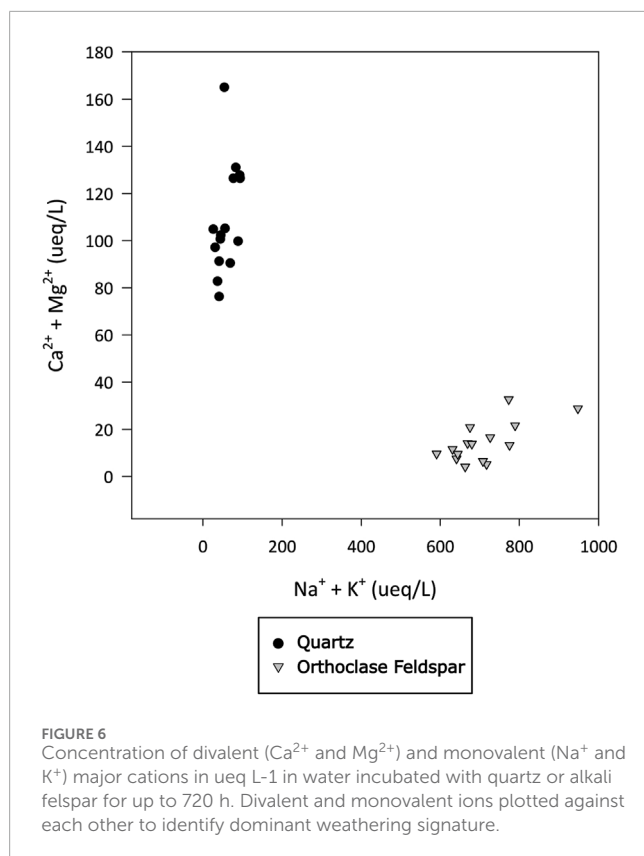 180
160
140
120
100
80
60
40
20
0
Ca²⁺ + Mg²⁺ (ueq/L)
0 200 400 600 800 1000
Na⁺ + K⁺ (ueq/L)
Quartz
Orthoclase Feldspar
FIGURE 6
Concentration of divalent (Ca²⁺ and Mg²⁺) and monovalent (Na⁺ and
K⁺) major cations in ueq L-1 in water incubated with quartz or alkali
felspar for up to 720 h. Divalent and monovalent ions plotted against
each other to identify dominant weathering signature.